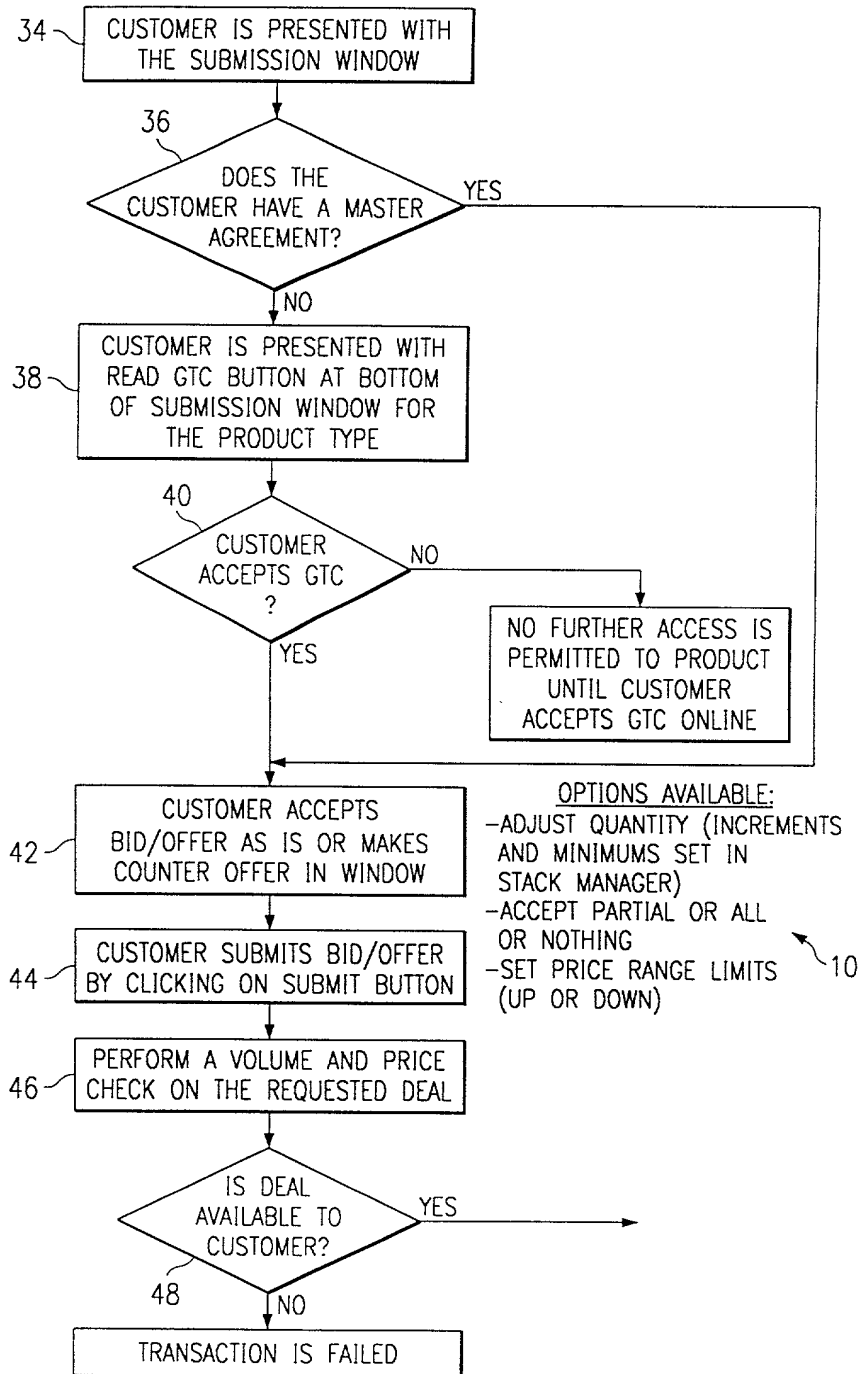 34
CUSTOMER IS PRESENTED WITH
THE SUBMISSION WINDOW
36
DOES THE
CUSTOMER HAVE A MASTER
AGREEMENT?
YES
NO
38
CUSTOMER IS PRESENTED WITH
READ GTC BUTTON AT BOTTOM
OF SUBMISSION WINDOW FOR
THE PRODUCT TYPE
40
CUSTOMER
ACCEPTS GTC
?
NO
YES
NO FURTHER ACCESS IS
PERMITTED TO PRODUCT
UNTIL CUSTOMER
ACCEPTS GTC ONLINE
42
CUSTOMER ACCEPTS
BID/OFFER AS IS OR MAKES
COUNTER OFFER IN WINDOW
OPTIONS AVAILABLE:
-ADJUST QUANTITY (INCREMENTS
AND MINIMUMS SET IN
STACK MANAGER)
-ACCEPT PARTIAL OR ALL
OR NOTHING
-SET PRICE RANGE LIMITS
(UP OR DOWN)
10
44
CUSTOMER SUBMITS BID/OFFER
BY CLICKING ON SUBMIT BUTTON
46
PERFORM A VOLUME AND PRICE
CHECK ON THE REQUESTED DEAL
IS DEAL
AVAILABLE TO
CUSTOMER?
YES
48
NO
TRANSACTION IS FAILED